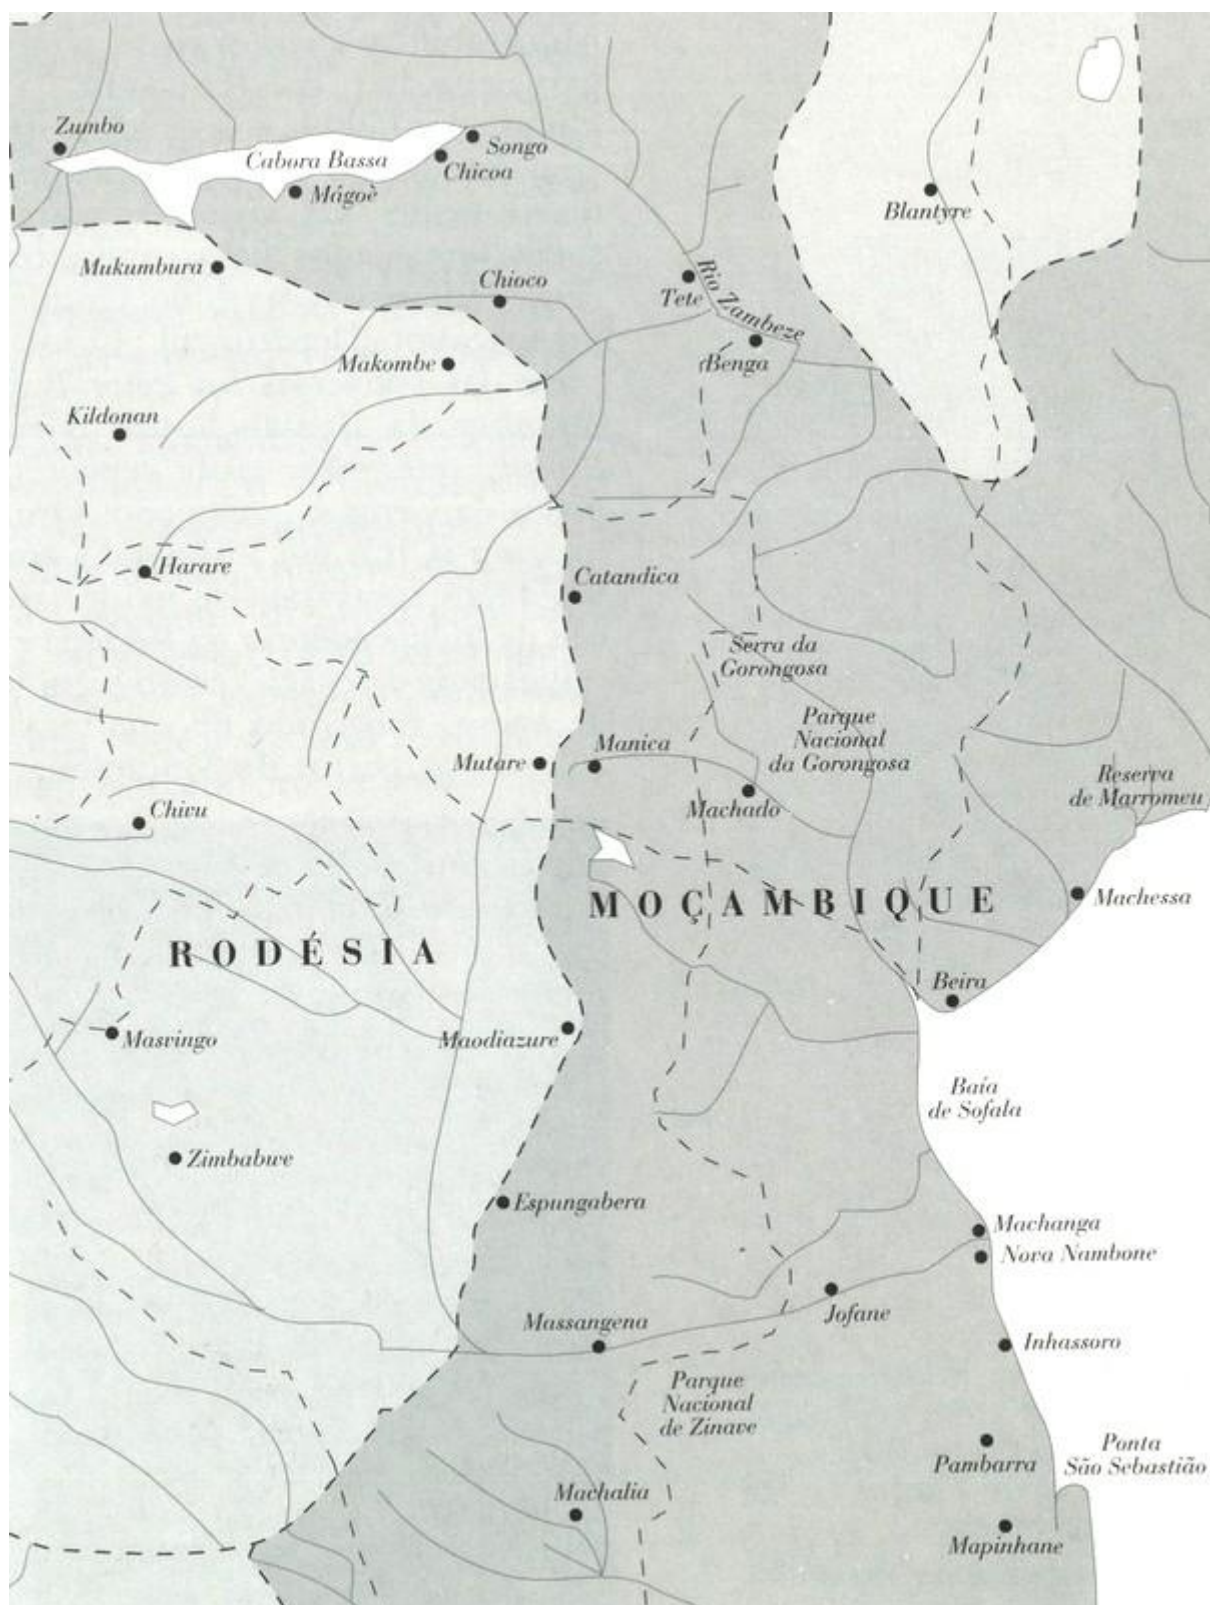 Zumbo
Songo
Cabora Bassa
Chicoa
Mágoè
Blantyre
Mukumbura
Chioco
Tete
Rio Zambeze
Makombe
Benga
Kildonan
Harare
Catandica
Serra da
Gorongosa
Parque
Nacional
da Gorongosa
Manica
Mutare
Machado
Reserva
de Marromeu
Chivu
Machessa
MOÇAMBIQUE
RODÉSIA
Beira
Masvingo
Maodiazure
Baía
de Sofala
Zimbabwe
Espungabera
Machanga
Nova Nambone
Jofane
Massangena
Inhassoro
Parque
Nacional
de Zinave
Pambarra
Ponta
São Sebastião
Machalia
Mapinhane